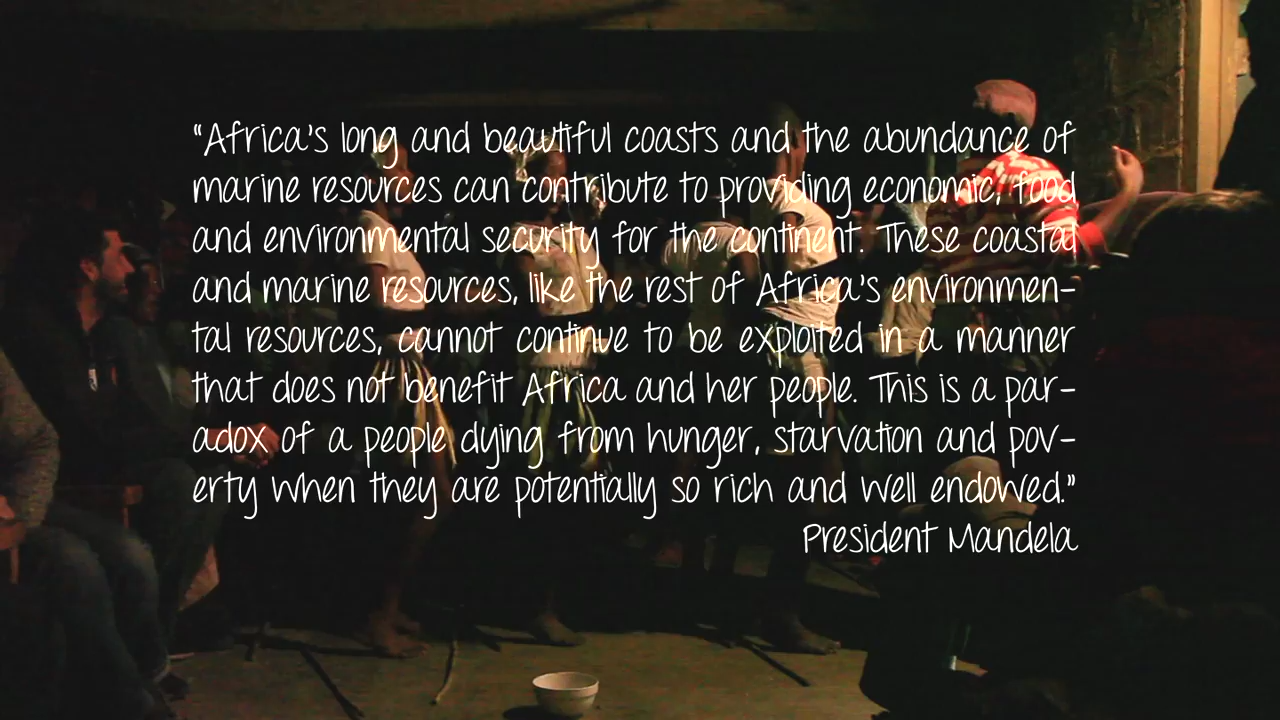 “Africa's long and beautiful coasts and the abundance of
marine resources can contribute to providing economic, food
and environmental security for the continent. These coastal
and marine resources, like the rest of Africa's environmen-
tal resources, cannot continue to be exploited in a manner
that does not benefit Africa and her people. This is a par-
adox of a people dying from hunger, starvation and pov-
erty when they are potentially so rich and well endowed.”
President Mandela